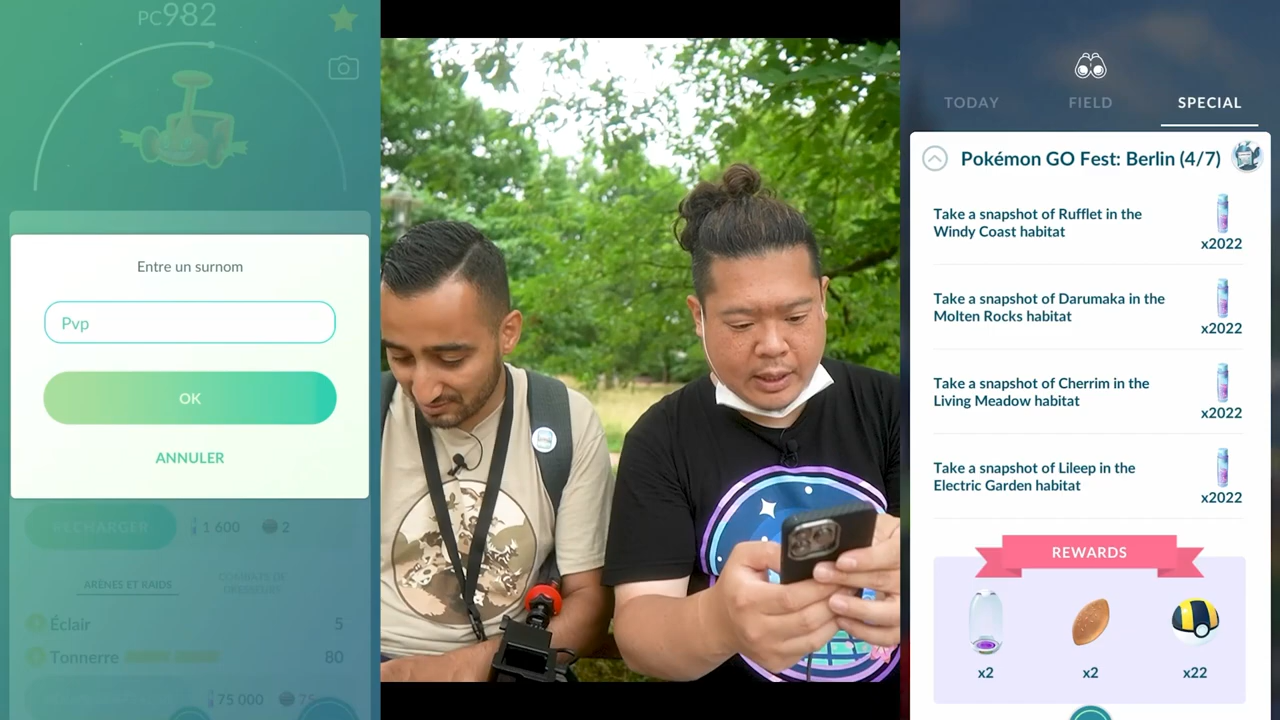 PC982
Entre un surnom
Pvp
OK
ANNULER
RECHARGER
1 600
2
ARÈNES ET RAIDS
COMBATS DE
DRESSEURS
Éclair
5
Tonnerre
80
75 000
TODAY
FIELD
SPECIAL
Pokémon GO Fest: Berlin (4/7)
Take a snapshot of Rufflet in the
Windy Coast habitat
x2022
Take a snapshot of Darumaka in the
Molten Rocks habitat
x2022
Take a snapshot of Cherrim in the
Living Meadow habitat
x2022
Take a snapshot of Lileep in the
Electric Garden habitat
x2022
REWARDS
x2
x2
x22